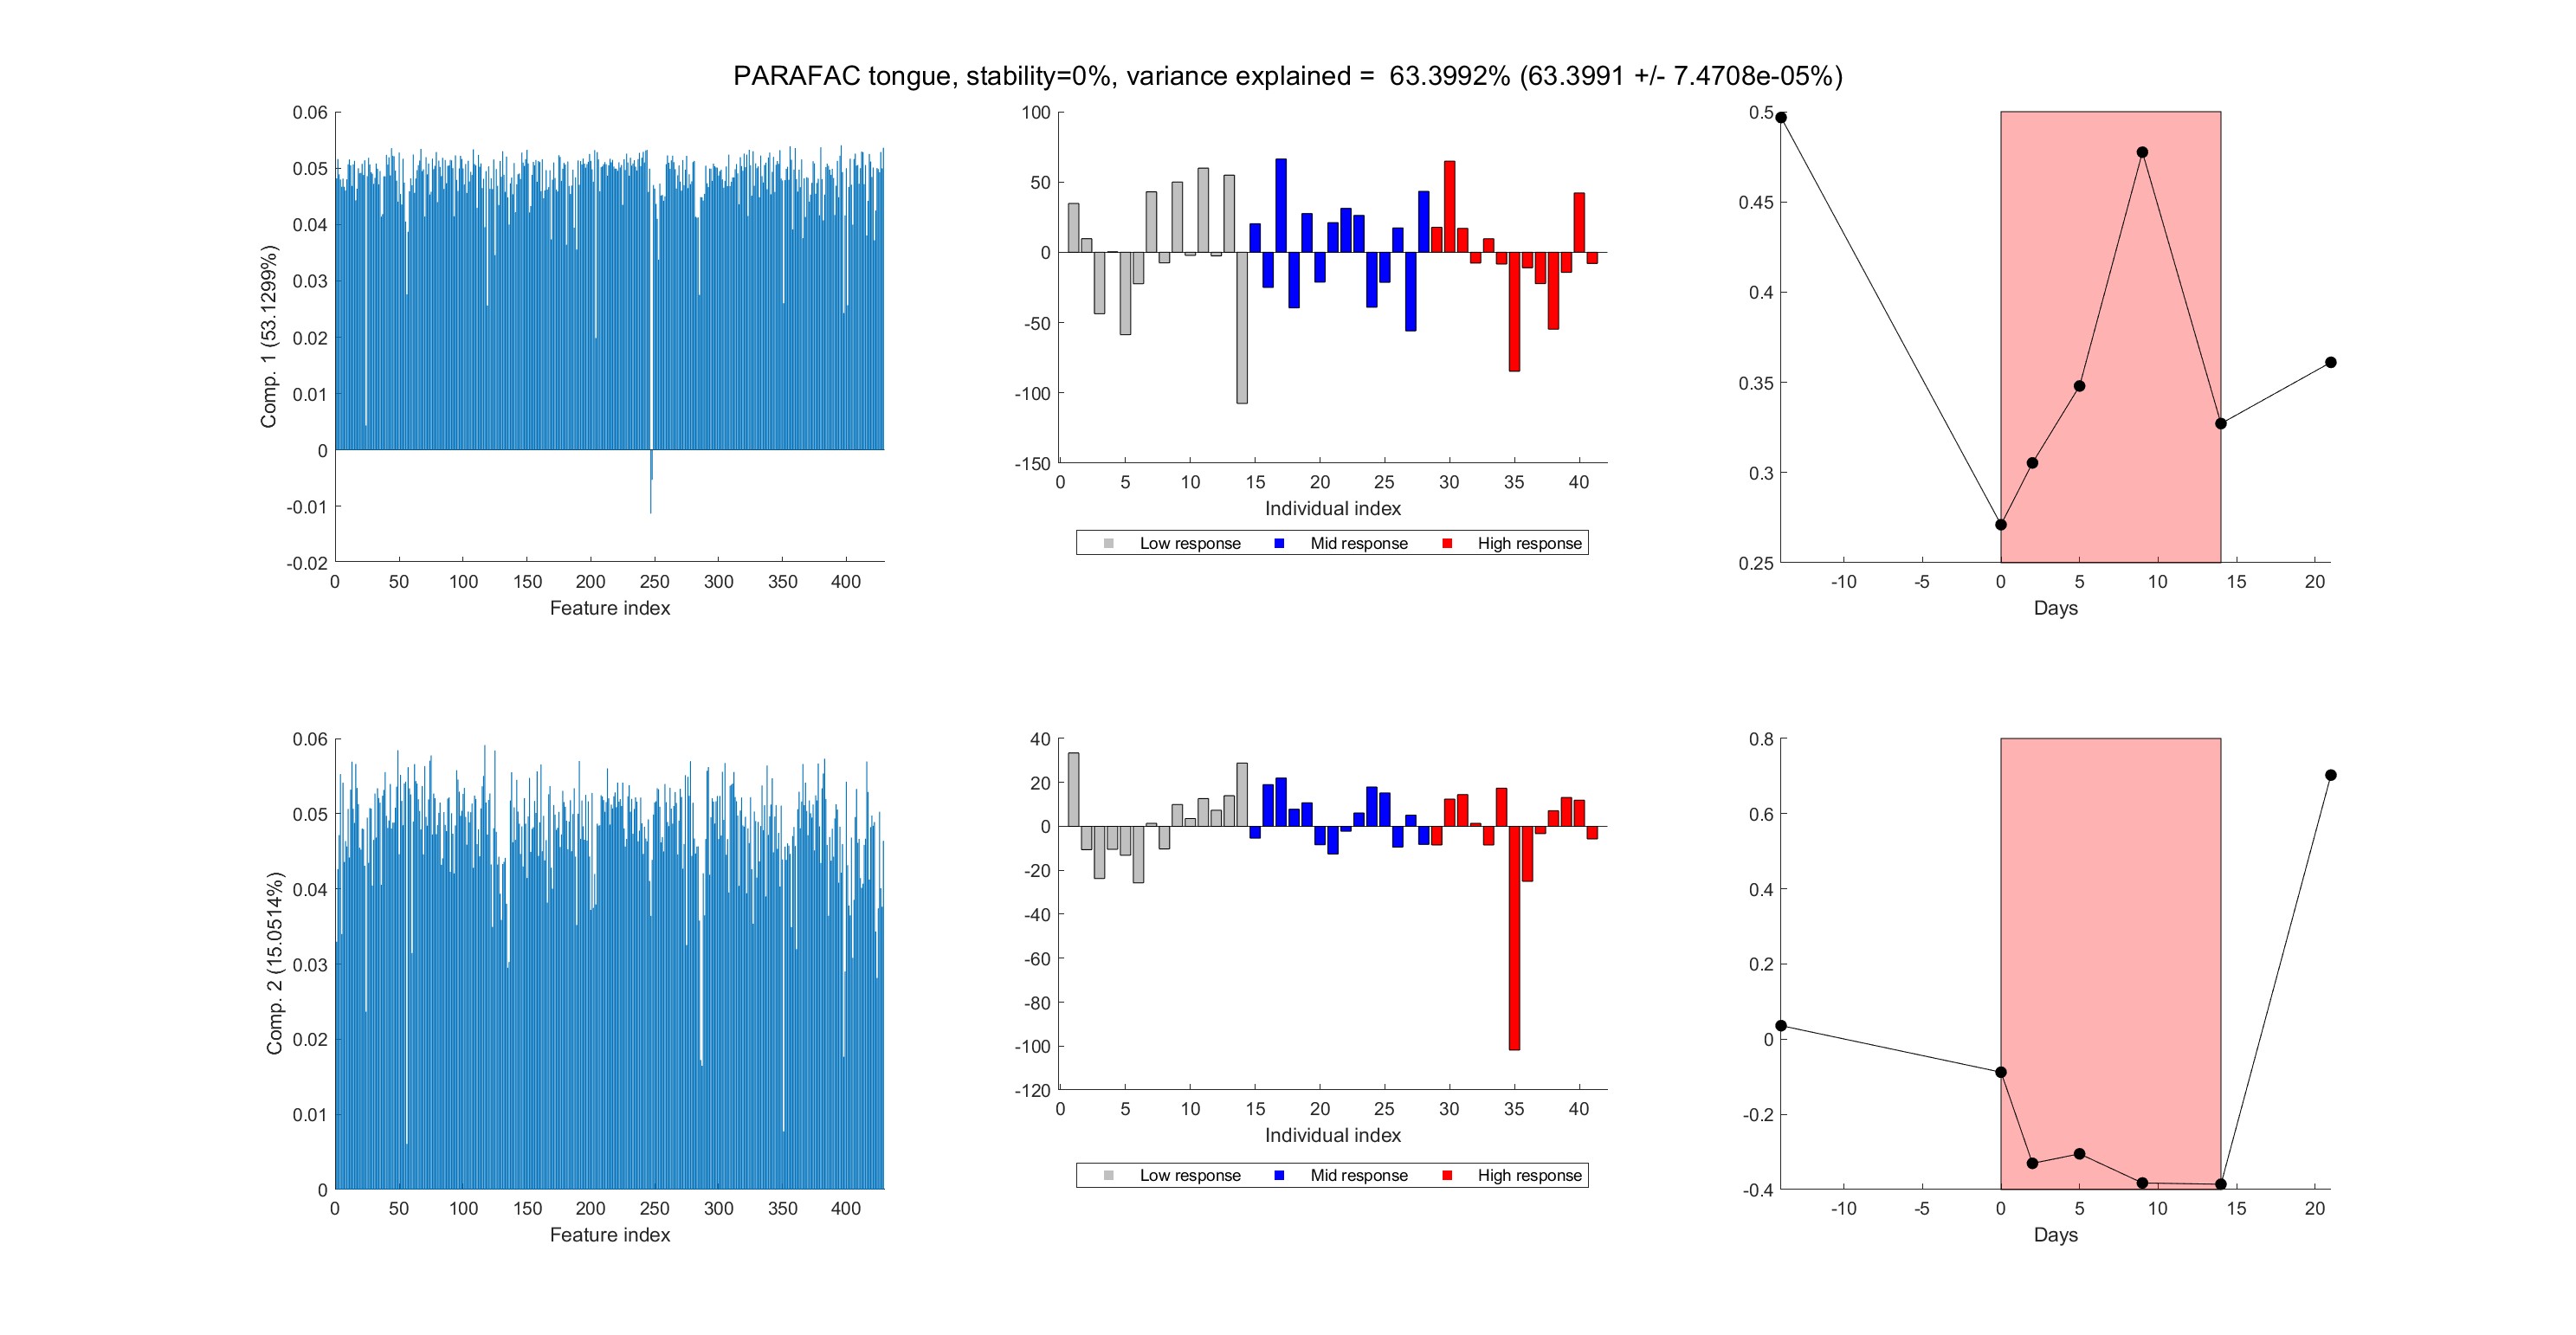 PARAFAC tongue, stability=0%, variance explained =  63.3992% (63.3991 +/- 7.4708e-05%)
Comp. 1 (53.1299%)
0.06
0.05
0.04
0.03
0.02
0.01
0
-0.01
-0.02
0 50 100 150 200 250 300 350 400
Feature index
100
50
0
-50
-100
-150
0 5 10 15 20 25 30 35 40
Individual index
Low response Mid response High response
0.5
0.45
0.4
0.35
0.3
0.25
-10 -5 0 5 10 15 20
Days
Comp. 2 (15.0514%)
0.06
0.05
0.04
0.03
0.02
0.01
0
0 50 100 150 200 250 300 350 400
Feature index
40
20
0
-20
-40
-60
-80
-100
-120
0 5 10 15 20 25 30 35 40
Individual index
Low response Mid response High response
0.8
0.6
0.4
0.2
0
-0.2
-0.4
-10 -5 0 5 10 15 20
Days